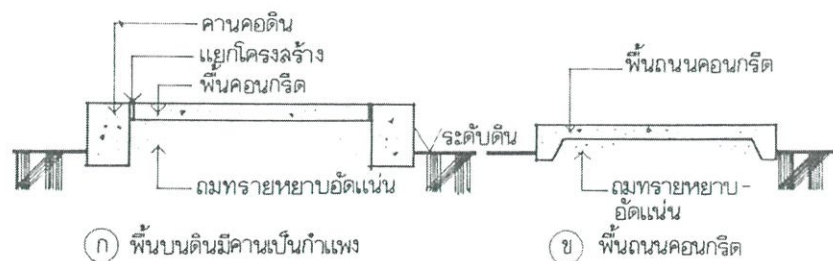 คานคอดิน
แยกโครงสร้าง
พื้นคอนกรีต
ระดับดิน
ถมทรายหยาบอัดแน่น
ก พื้นบนดินมีคานเป็นกำแพง
พื้นถนนคอนกรีต
ถมทรายหยาบ-
อัดแน่น
ข พื้นถนนคอนกรีต